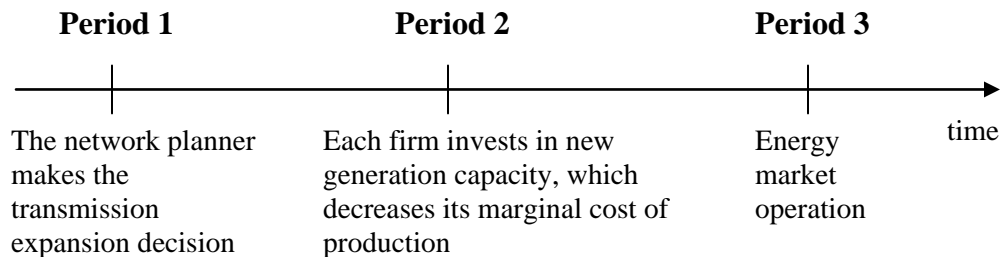 Period 1 Period 2 Period 3
The network planner
makes the
transmission
expansion decision
Each firm invests in new
generation capacity, which
decreases its marginal cost of
production
Energy
market
operation
time